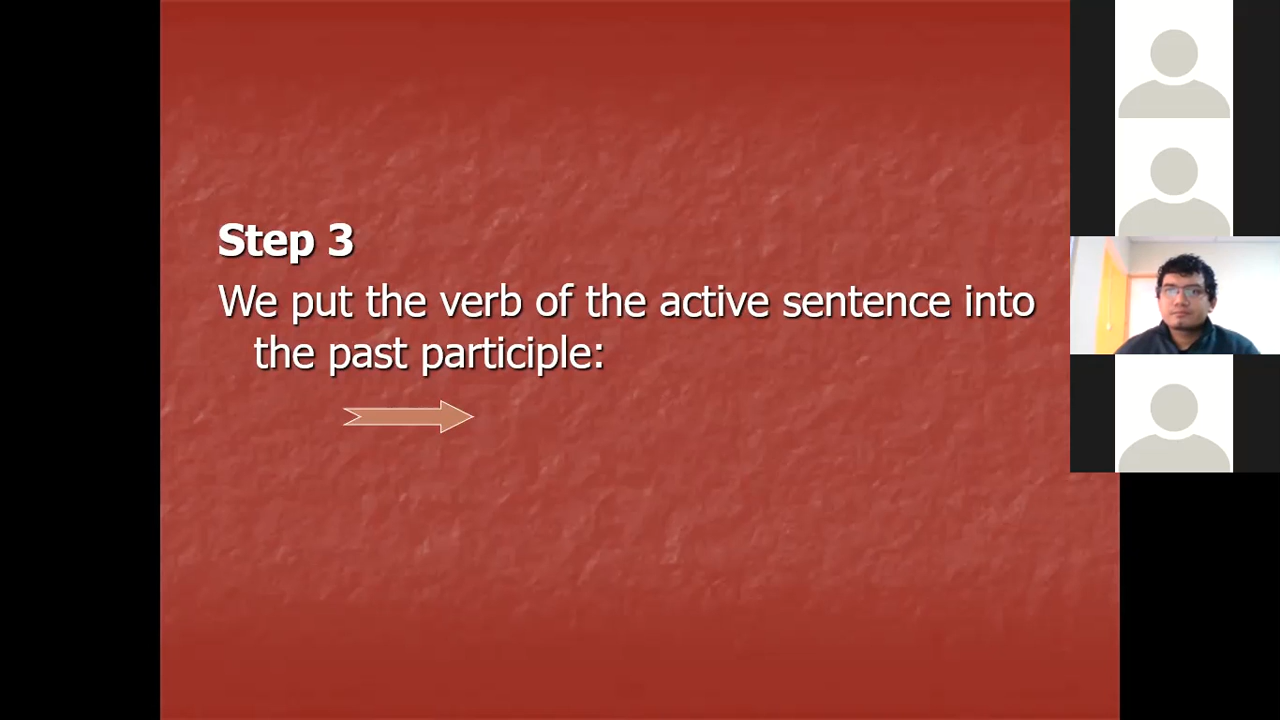 Step 3
We put the verb of the active sentence into
the past participle: